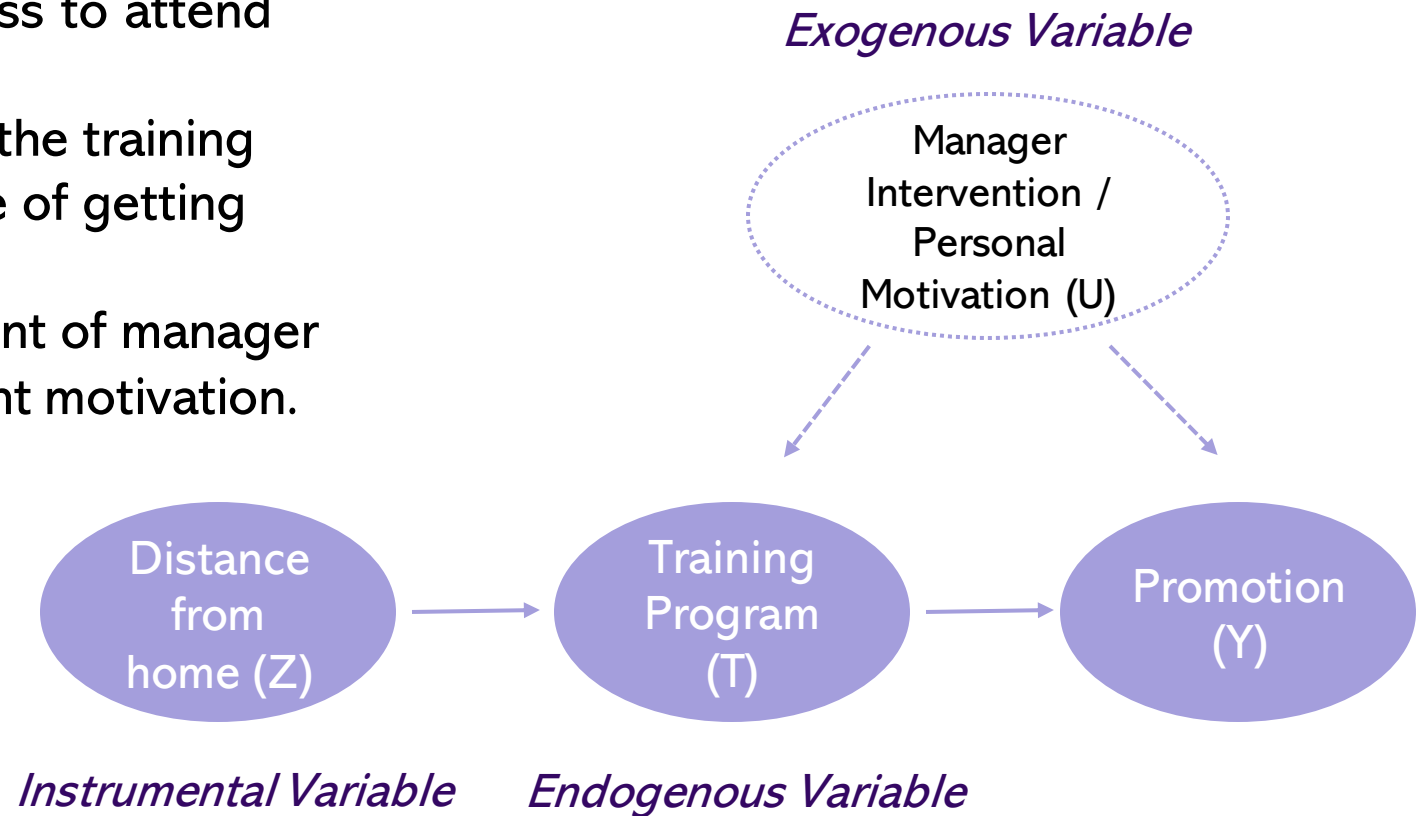 ss to attend
the training
e of getting
nt of manager
nt motivation.
Exogenous Variable
Manager
Intervention /
Personal
Motivation (U)
Distance
from
home (Z)
Training
Program
(T)
Promotion
(Y)
Instrumental Variable
Endogenous Variable